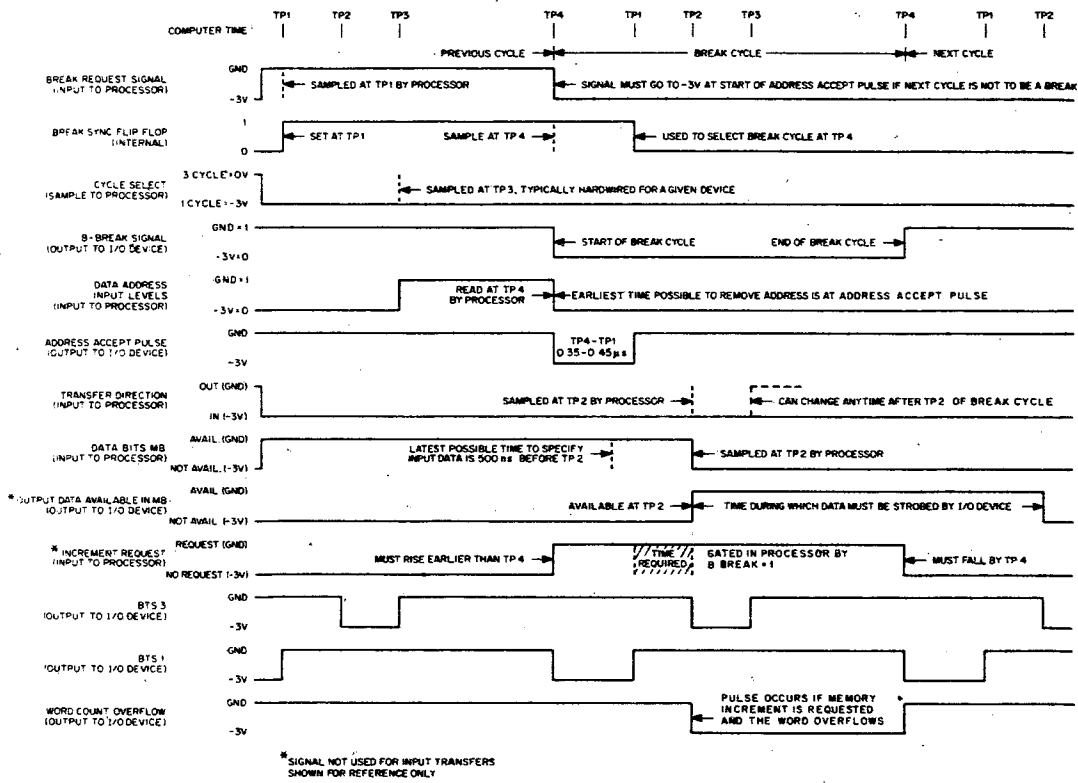 TP1 TP2 TP3 TP4 TP1 TP2 TP3 TP4 TP1 TP2
COMPUTER TIME
PREVIOUS CYCLE BREAK CYCLE NEXT CYCLE
BREAK REQUEST SIGNAL
(INPUT TO PROCESSOR)
GND
-3V
SAMPLED AT TP1 BY PROCESSOR
SIGNAL MUST GO TO -3V AT START OF ADDRESS ACCEPT PULSE IF NEXT CYCLE IS NOT TO BE A BREAK
BREAK SYNC FLIP FLOP
(INTERNAL)
1
0
SET AT TP1
SAMPLE AT TP4
USED TO SELECT BREAK CYCLE AT TP4
CYCLE SELECT
(SAMPLE TO PROCESSOR)
3 CYCLE=0V
1 CYCLE=-3V
SAMPLED AT TP3, TYPICALLY HARDWIRED FOR A GIVEN DEVICE
B-BREAK SIGNAL
(OUTPUT TO I/O DEVICE)
GND=1
-3V=0
START OF BREAK CYCLE
END OF BREAK CYCLE
DATA ADDRESS
INPUT LEVELS
(INPUT TO PROCESSOR)
GND=1
-3V=0
READ AT TP4
BY PROCESSOR
EARLIEST TIME POSSIBLE TO REMOVE ADDRESS IS AT ADDRESS ACCEPT PULSE
ADDRESS ACCEPT PULSE
(OUTPUT TO I/O DEVICE)
GND
-3V
TP4-TP1
0 35-0 45µs
TRANSFER DIRECTION
(INPUT TO PROCESSOR)
OUT (GND)
IN (-3V)
SAMPLED AT TP2 BY PROCESSOR
CAN CHANGE ANYTIME AFTER TP2 OF BREAK CYCLE
DATA BITS MB
(INPUT TO PROCESSOR)
AVAIL. (GND)
NOT AVAIL. (-3V)
LATEST POSSIBLE TIME TO SPECIFY
INPUT DATA IS 500 ns BEFORE TP2
SAMPLED AT TP2 BY PROCESSOR
* OUTPUT DATA AVAILABLE IN MB
(OUTPUT TO I/O DEVICE)
AVAIL (GND)
NOT AVAIL (-3V)
AVAILABLE AT TP2
TIME DURING WHICH DATA MUST BE STROBED BY I/O DEVICE
* INCREMENT REQUEST
(INPUT TO PROCESSOR)
REQUEST (GND)
NO REQUEST (-3V)
MUST RISE EARLIER THAN TP4
TIME
REQUIRED
GATED IN PROCESSOR BY
B BREAK = 1
MUST FALL BY TP4
BTS 3
(OUTPUT TO I/O DEVICE)
GND
-3V
BTS 1
(OUTPUT TO I/O DEVICE)
GND
-3V
WORD COUNT OVERFLOW
(OUTPUT TO I/O DEVICE)
GND
-3V
PULSE OCCURS IF MEMORY
INCREMENT IS REQUESTED
AND THE WORD OVERFLOWS
* SIGNAL NOT USED FOR INPUT TRANSFERS
SHOWN FOR REFERENCE ONLY